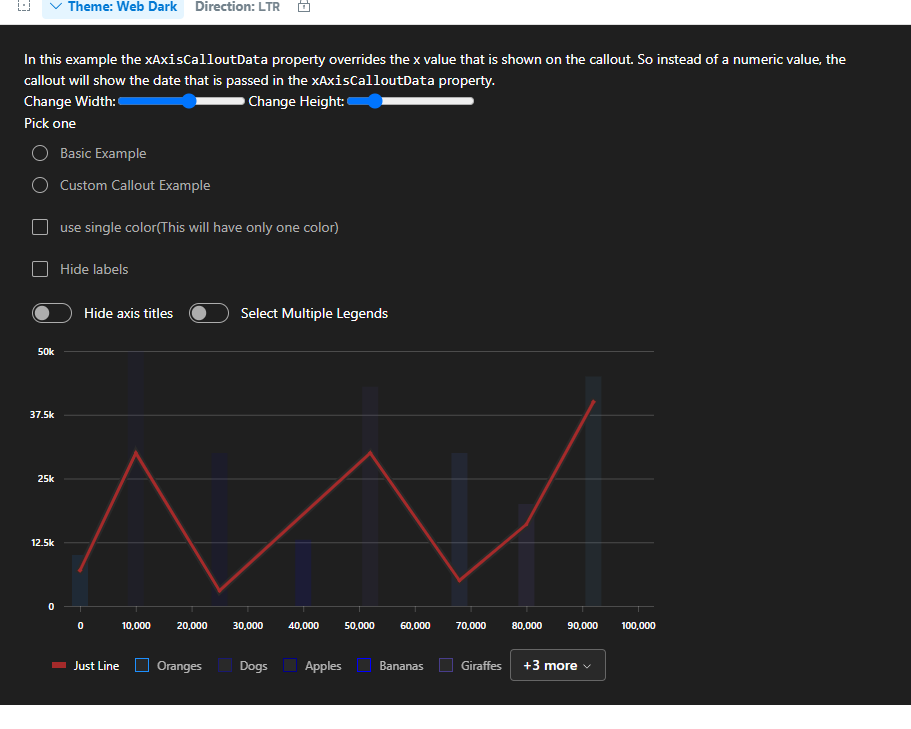 Theme: Web Dark Direction: LTR
In this example the xAxisCalloutData property overrides the x value that is shown on the callout. So instead of a numeric value, the
callout will show the date that is passed in the xAxisCalloutData property.
Change Width: Change Height:
Pick one
Basic Example
Custom Callout Example
use single color(This will have only one color)
Hide labels
Hide axis titles Select Multiple Legends
50k
37.5k
25k
12.5k
0
0 10,000 20,000 30,000 40,000 50,000 60,000 70,000 80,000 90,000 100,000
Just Line Oranges Dogs Apples Bananas Giraffes +3 more